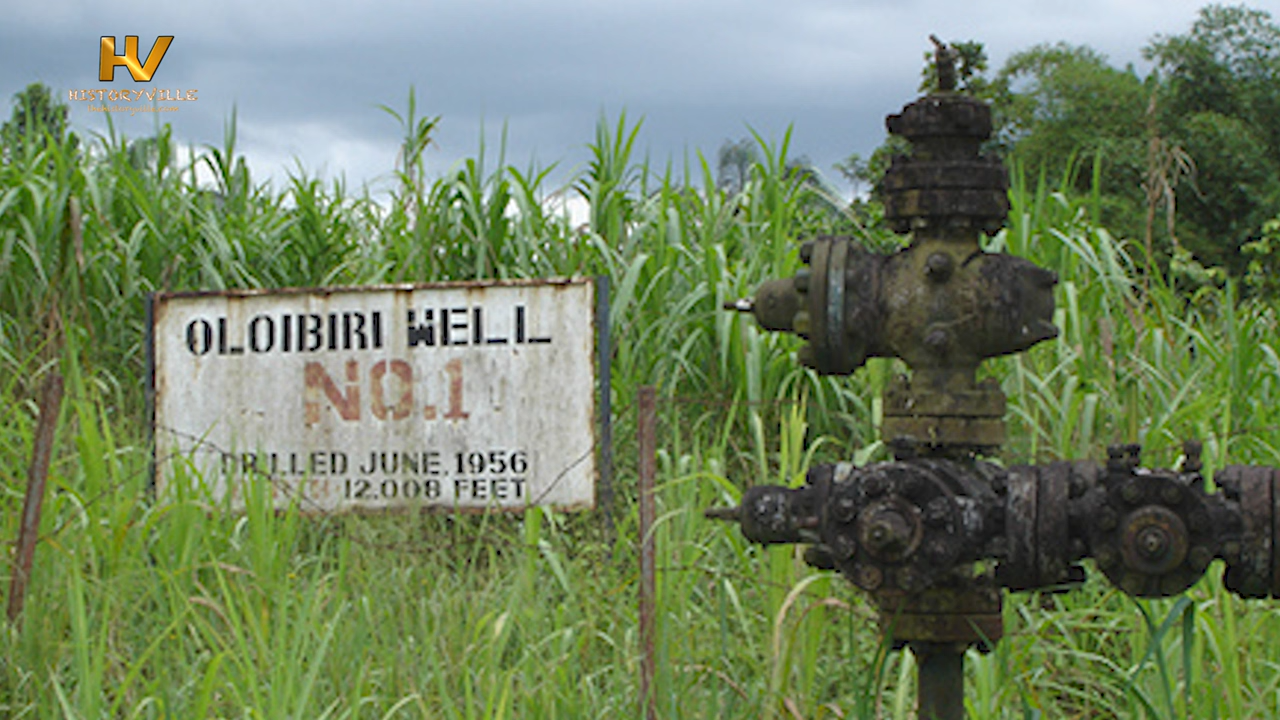 HV
HISTORYVILLE
OLOIBIRI WELL
NO.1
DRILLED JUNE, 1956
12.008 FEET